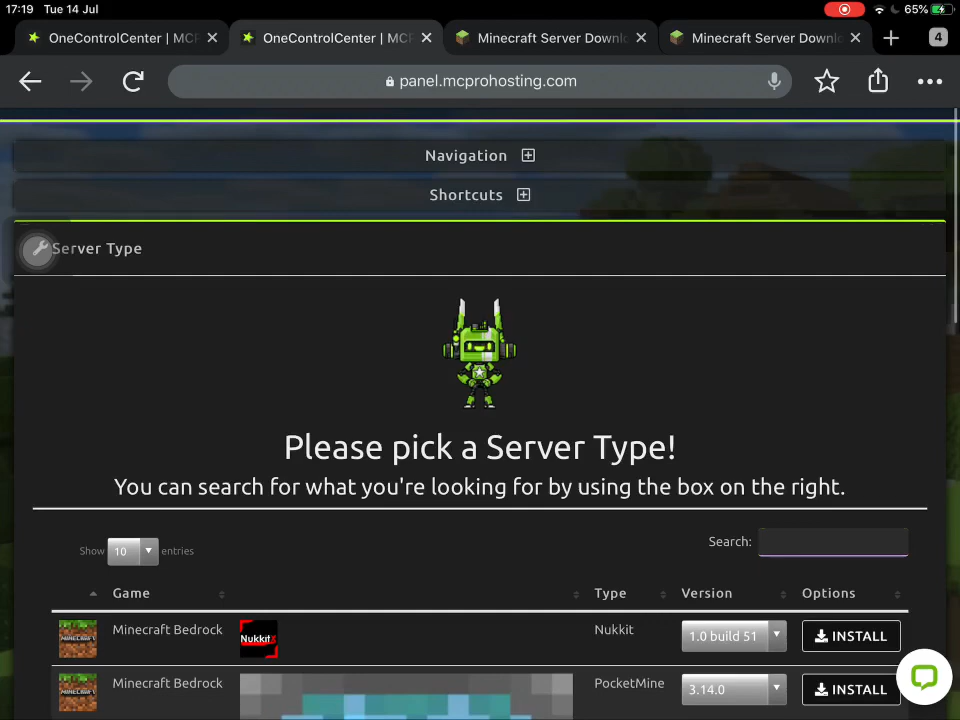 17:19 Tue 14 Jul 65%
OneControlCenter | MCP OneControlCenter | MCP Minecraft Server Downl Minecraft Server Downl 4
panel.mcprohosting.com
Navigation
Shortcuts
Server Type
Please pick a Server Type!
You can search for what you're looking for by using the box on the right.
Show 10 entries Search:
Game Type Version Options
Minecraft Bedrock NukkitX Nukkit 1.0 build 51 INSTALL
Minecraft Bedrock PocketMine 3.14.0 INSTALL